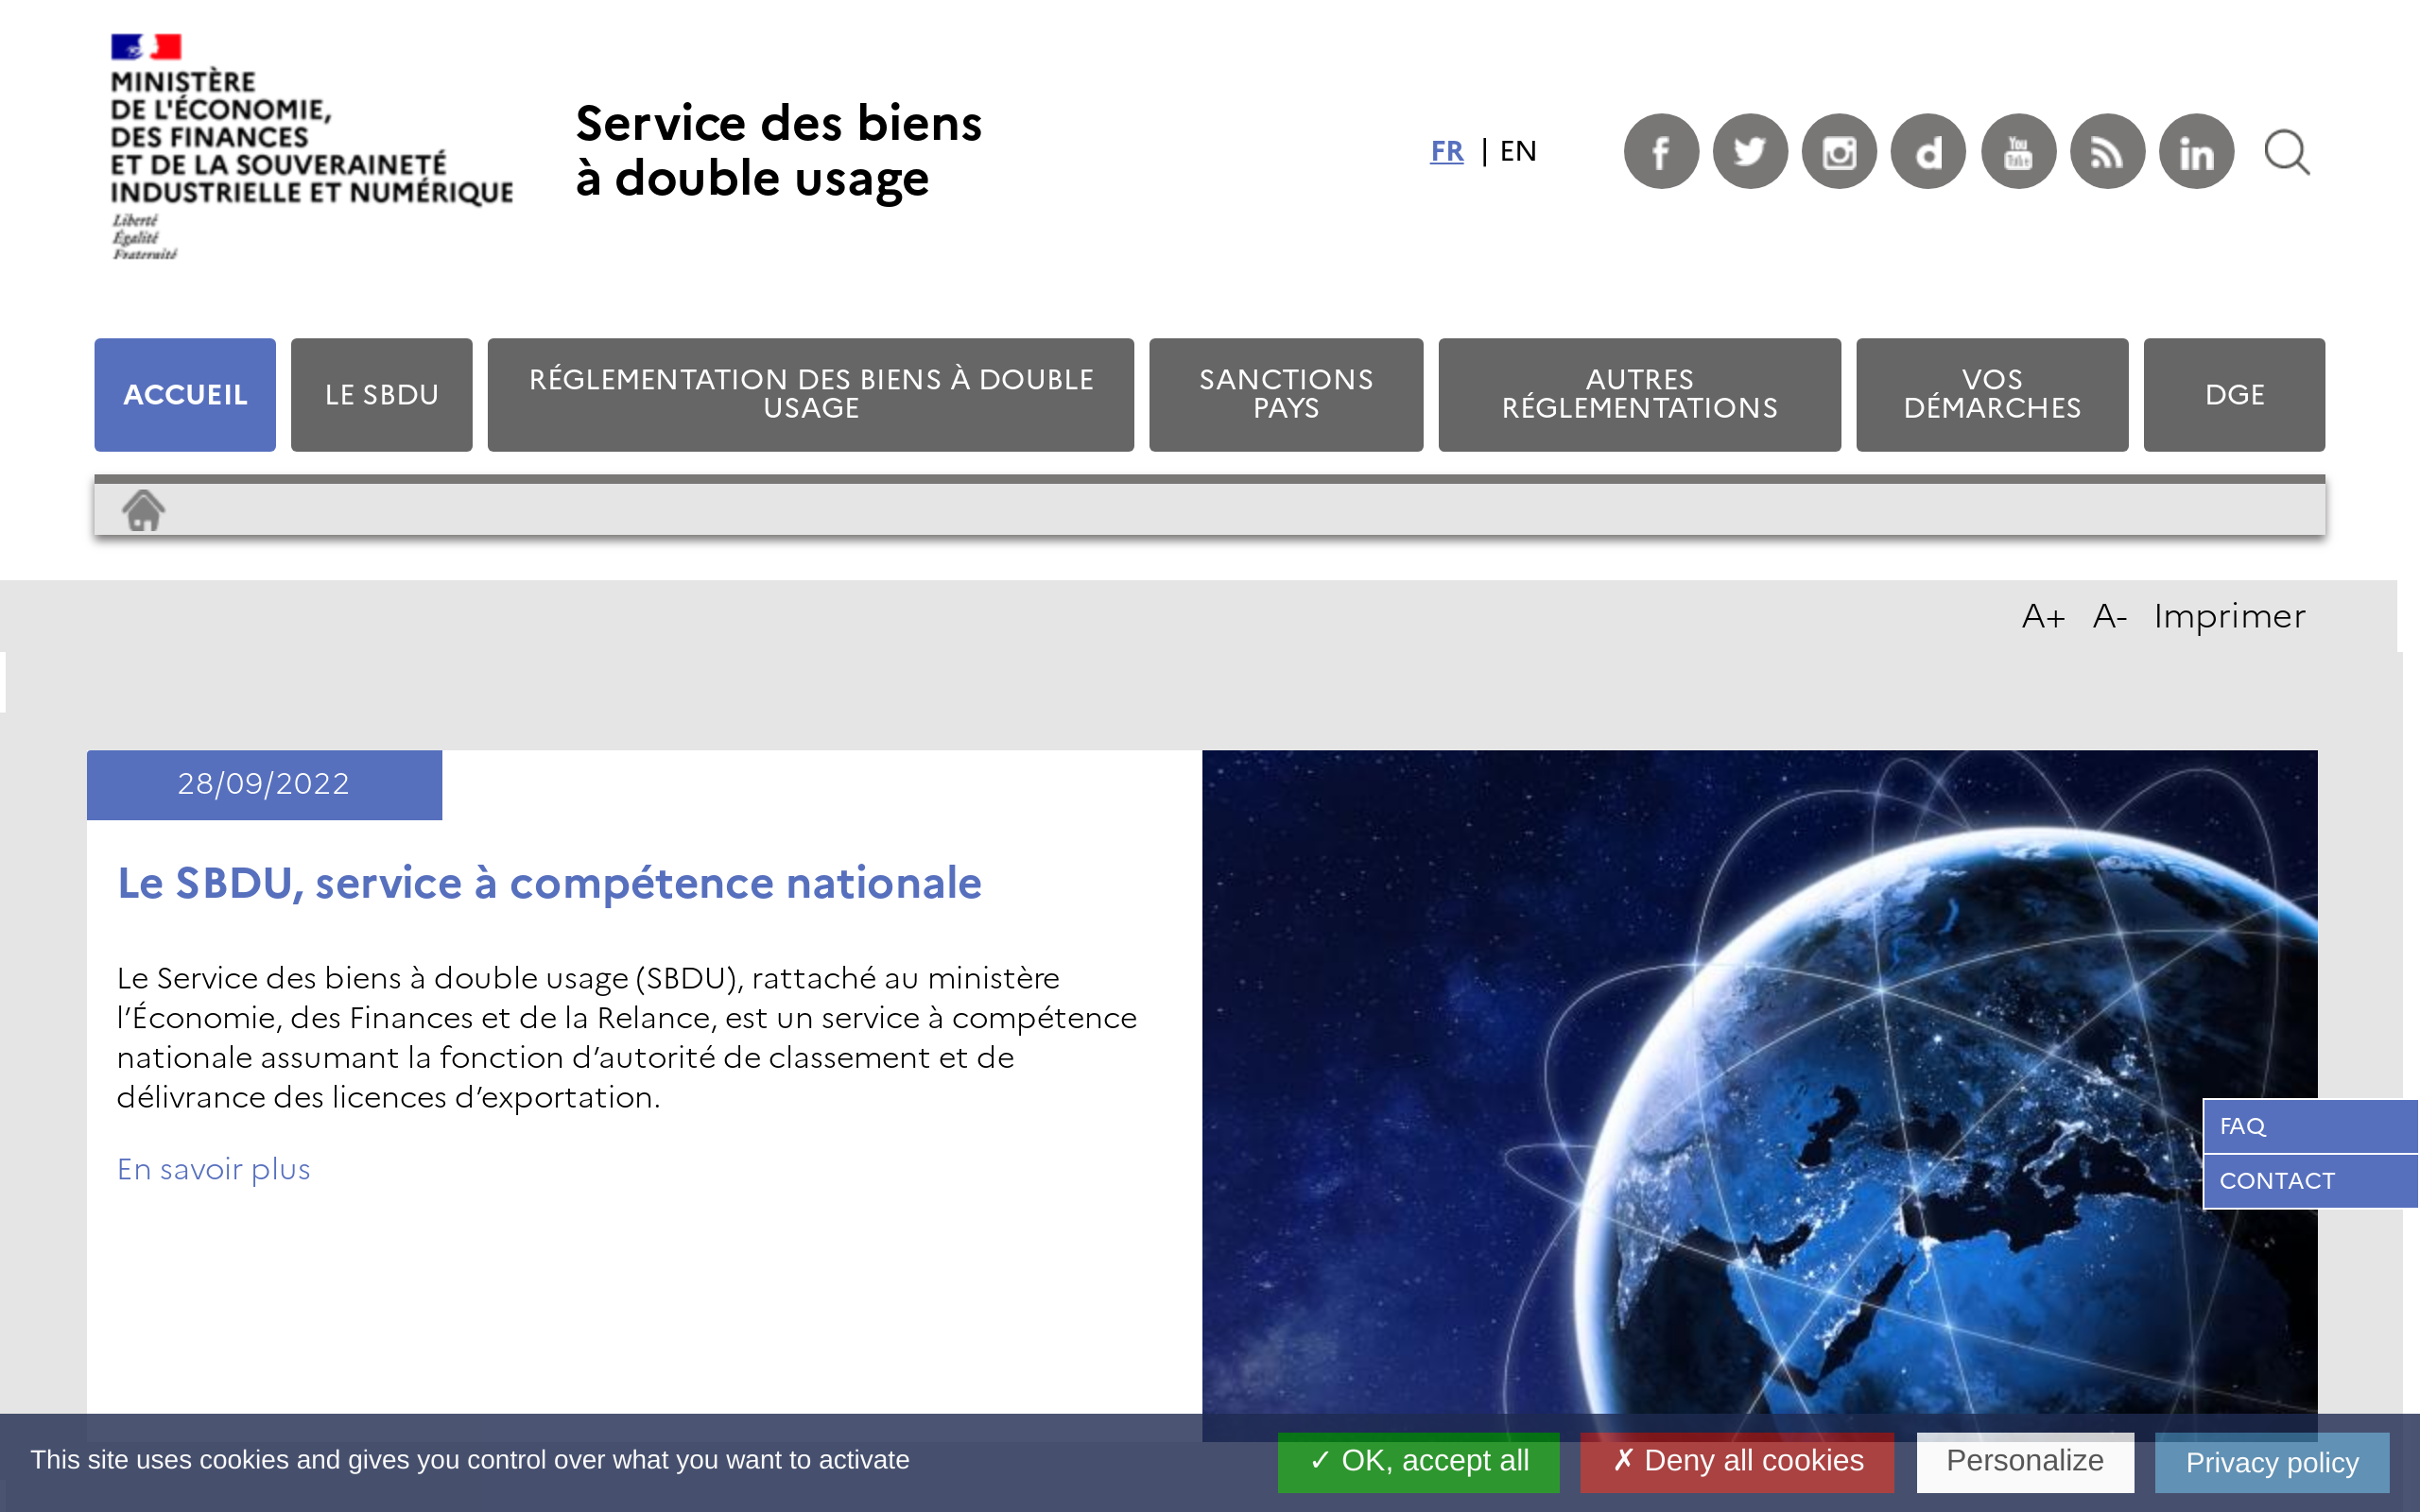 MINISTÈRE
DE L'ÉCONOMIE,
DES FINANCES
ET DE LA SOUVERAINETÉ
INDUSTRIELLE ET NUMÉRIQUE
Liberté
Égalité
Fraternité
Service des biens
à double usage
FR | EN
ACCUEIL
LE SBDU
RÉGLEMENTATION DES BIENS À DOUBLE
USAGE
SANCTIONS
PAYS
AUTRES
RÉGLEMENTATIONS
VOS
DÉMARCHES
DGE
A+ A- Imprimer
28/09/2022
Le SBDU, service à compétence nationale
Le Service des biens à double usage (SBDU), rattaché au ministère
l’Économie, des Finances et de la Relance, est un service à compétence
nationale assumant la fonction d’autorité de classement et de
délivrance des licences d’exportation.
En savoir plus
FAQ
CONTACT
This site uses cookies and gives you control over what you want to activate
✓ OK, accept all
✗ Deny all cookies
Personalize
Privacy policy